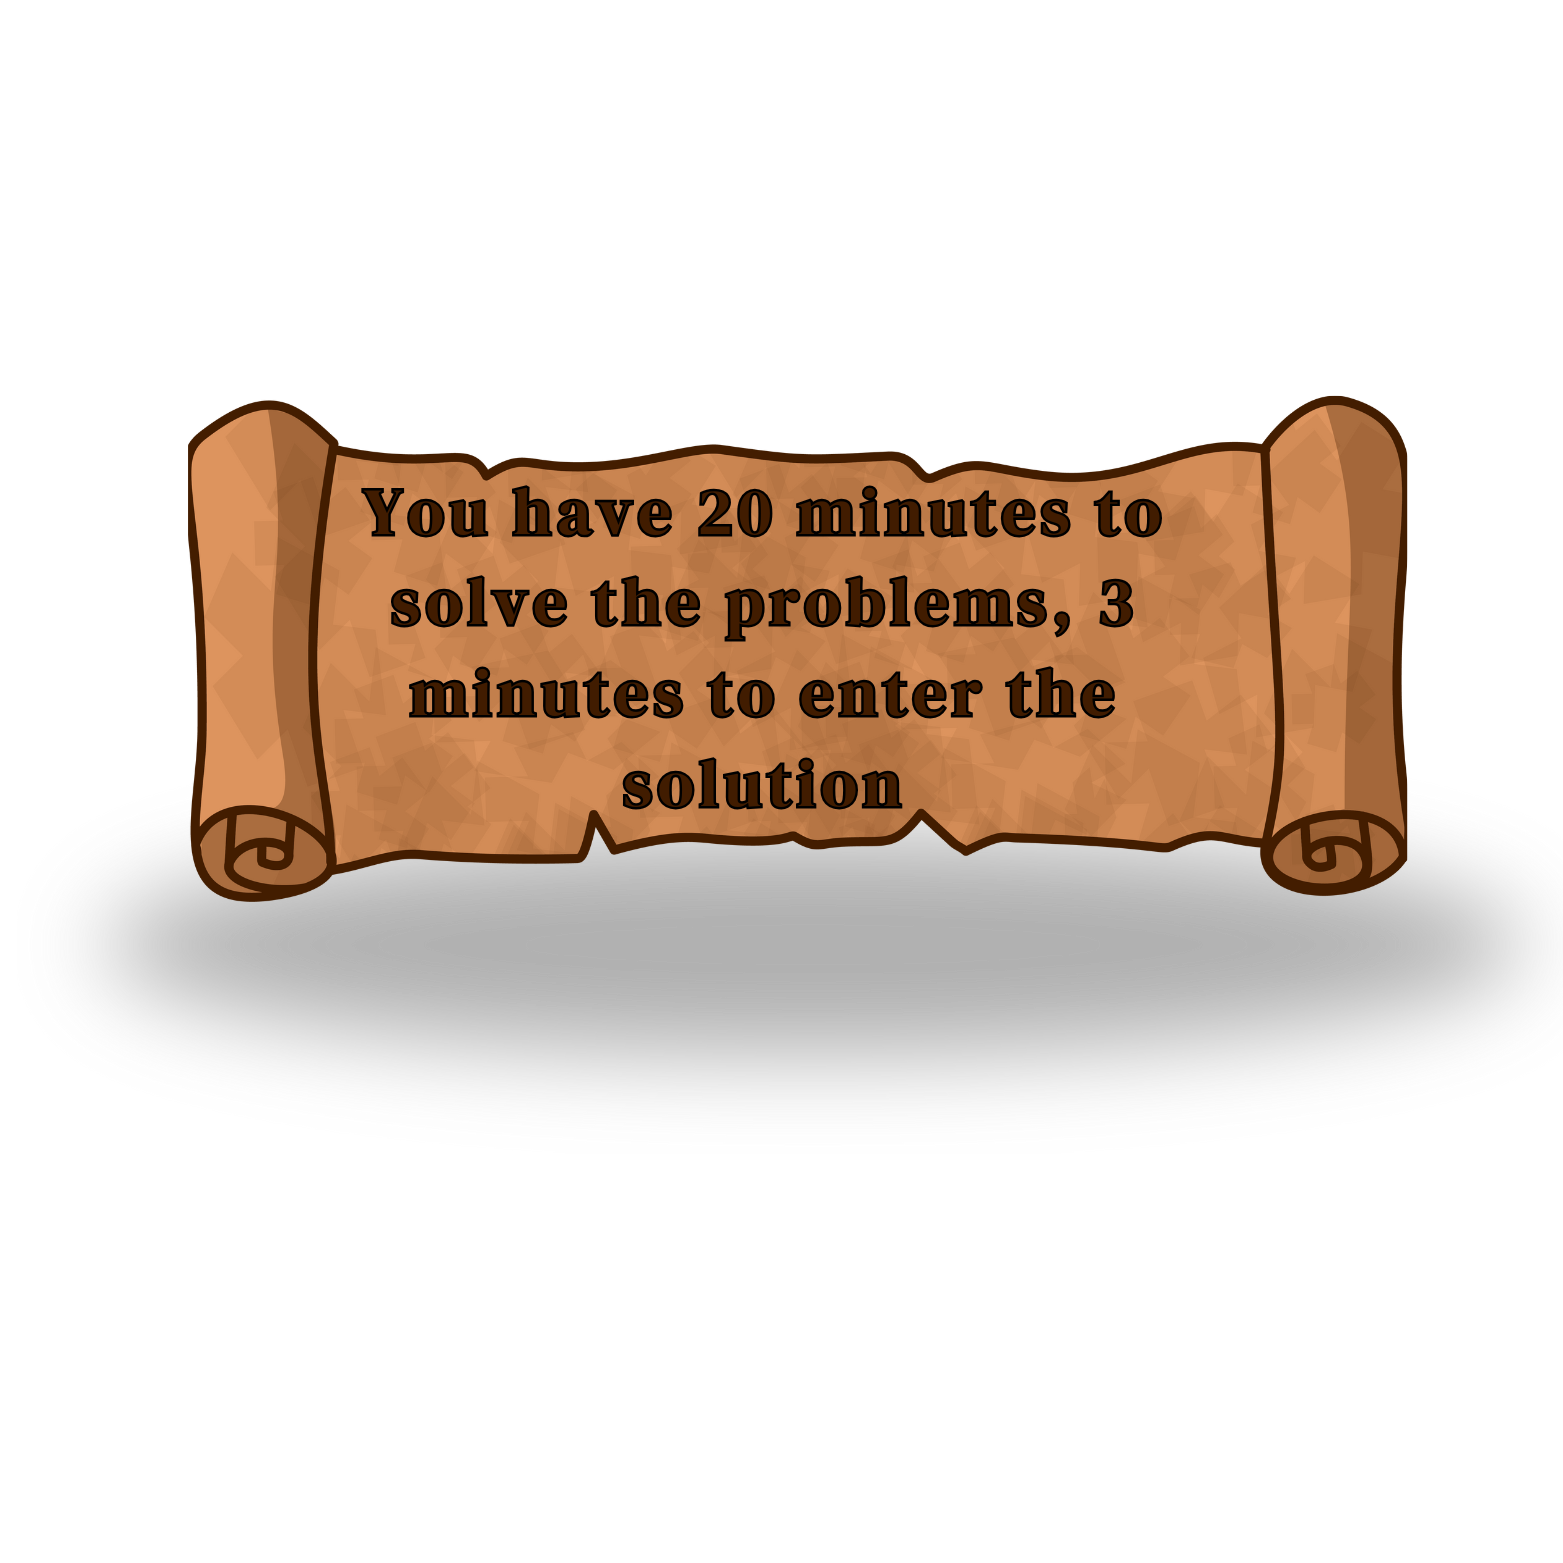 You have 20 minutes to
solve the problems, 3
minutes to enter the
solution